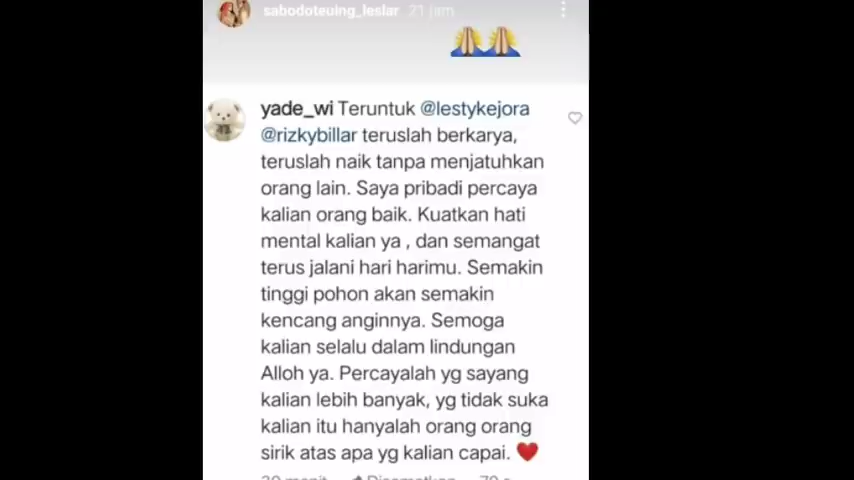 sabodoteuing_leslar 21 jam
yade_wi Teruntuk @lestykejora
@rizkybillar teruslah berkarya,
teruslah naik tanpa menjatuhkan
orang lain. Saya pribadi percaya
kalian orang baik. Kuatkan hati
mental kalian ya , dan semangat
terus jalani hari harimu. Semakin
tinggi pohon akan semakin
kencang anginnya. Semoga
kalian selalu dalam lindungan
Alloh ya. Percayalah yg sayang
kalian lebih banyak, yg tidak suka
kalian itu hanyalah orang orang
sirik atas apa yg kalian capai. ❤️